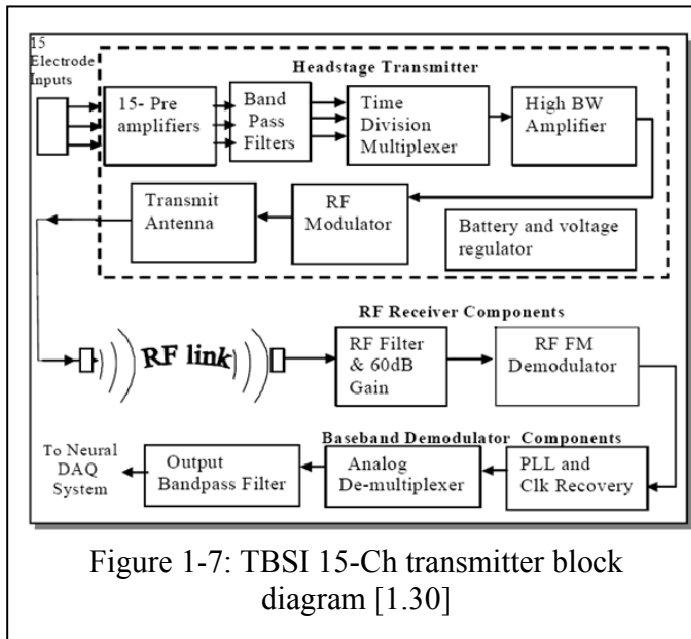 15
Electrode
Inputs
Headstage Transmitter
15- Pre
amplifiers
Band
Pass
Filters
Time
Division
Multiplexer
High BW
Amplifier
Transmit
Antenna
RF
Modulator
Battery and voltage
regulator
RF Receiver Components
RF link
RF Filter
& 60dB
Gain
RF FM
Demodulator
Baseband Demodulator Components
To Neural
DAQ
System
Output
Bandpass Filter
Analog
De-multiplexer
PLL and
Clk Recovery
Figure 1-7: TBSI 15-Ch transmitter block
diagram [1.30]